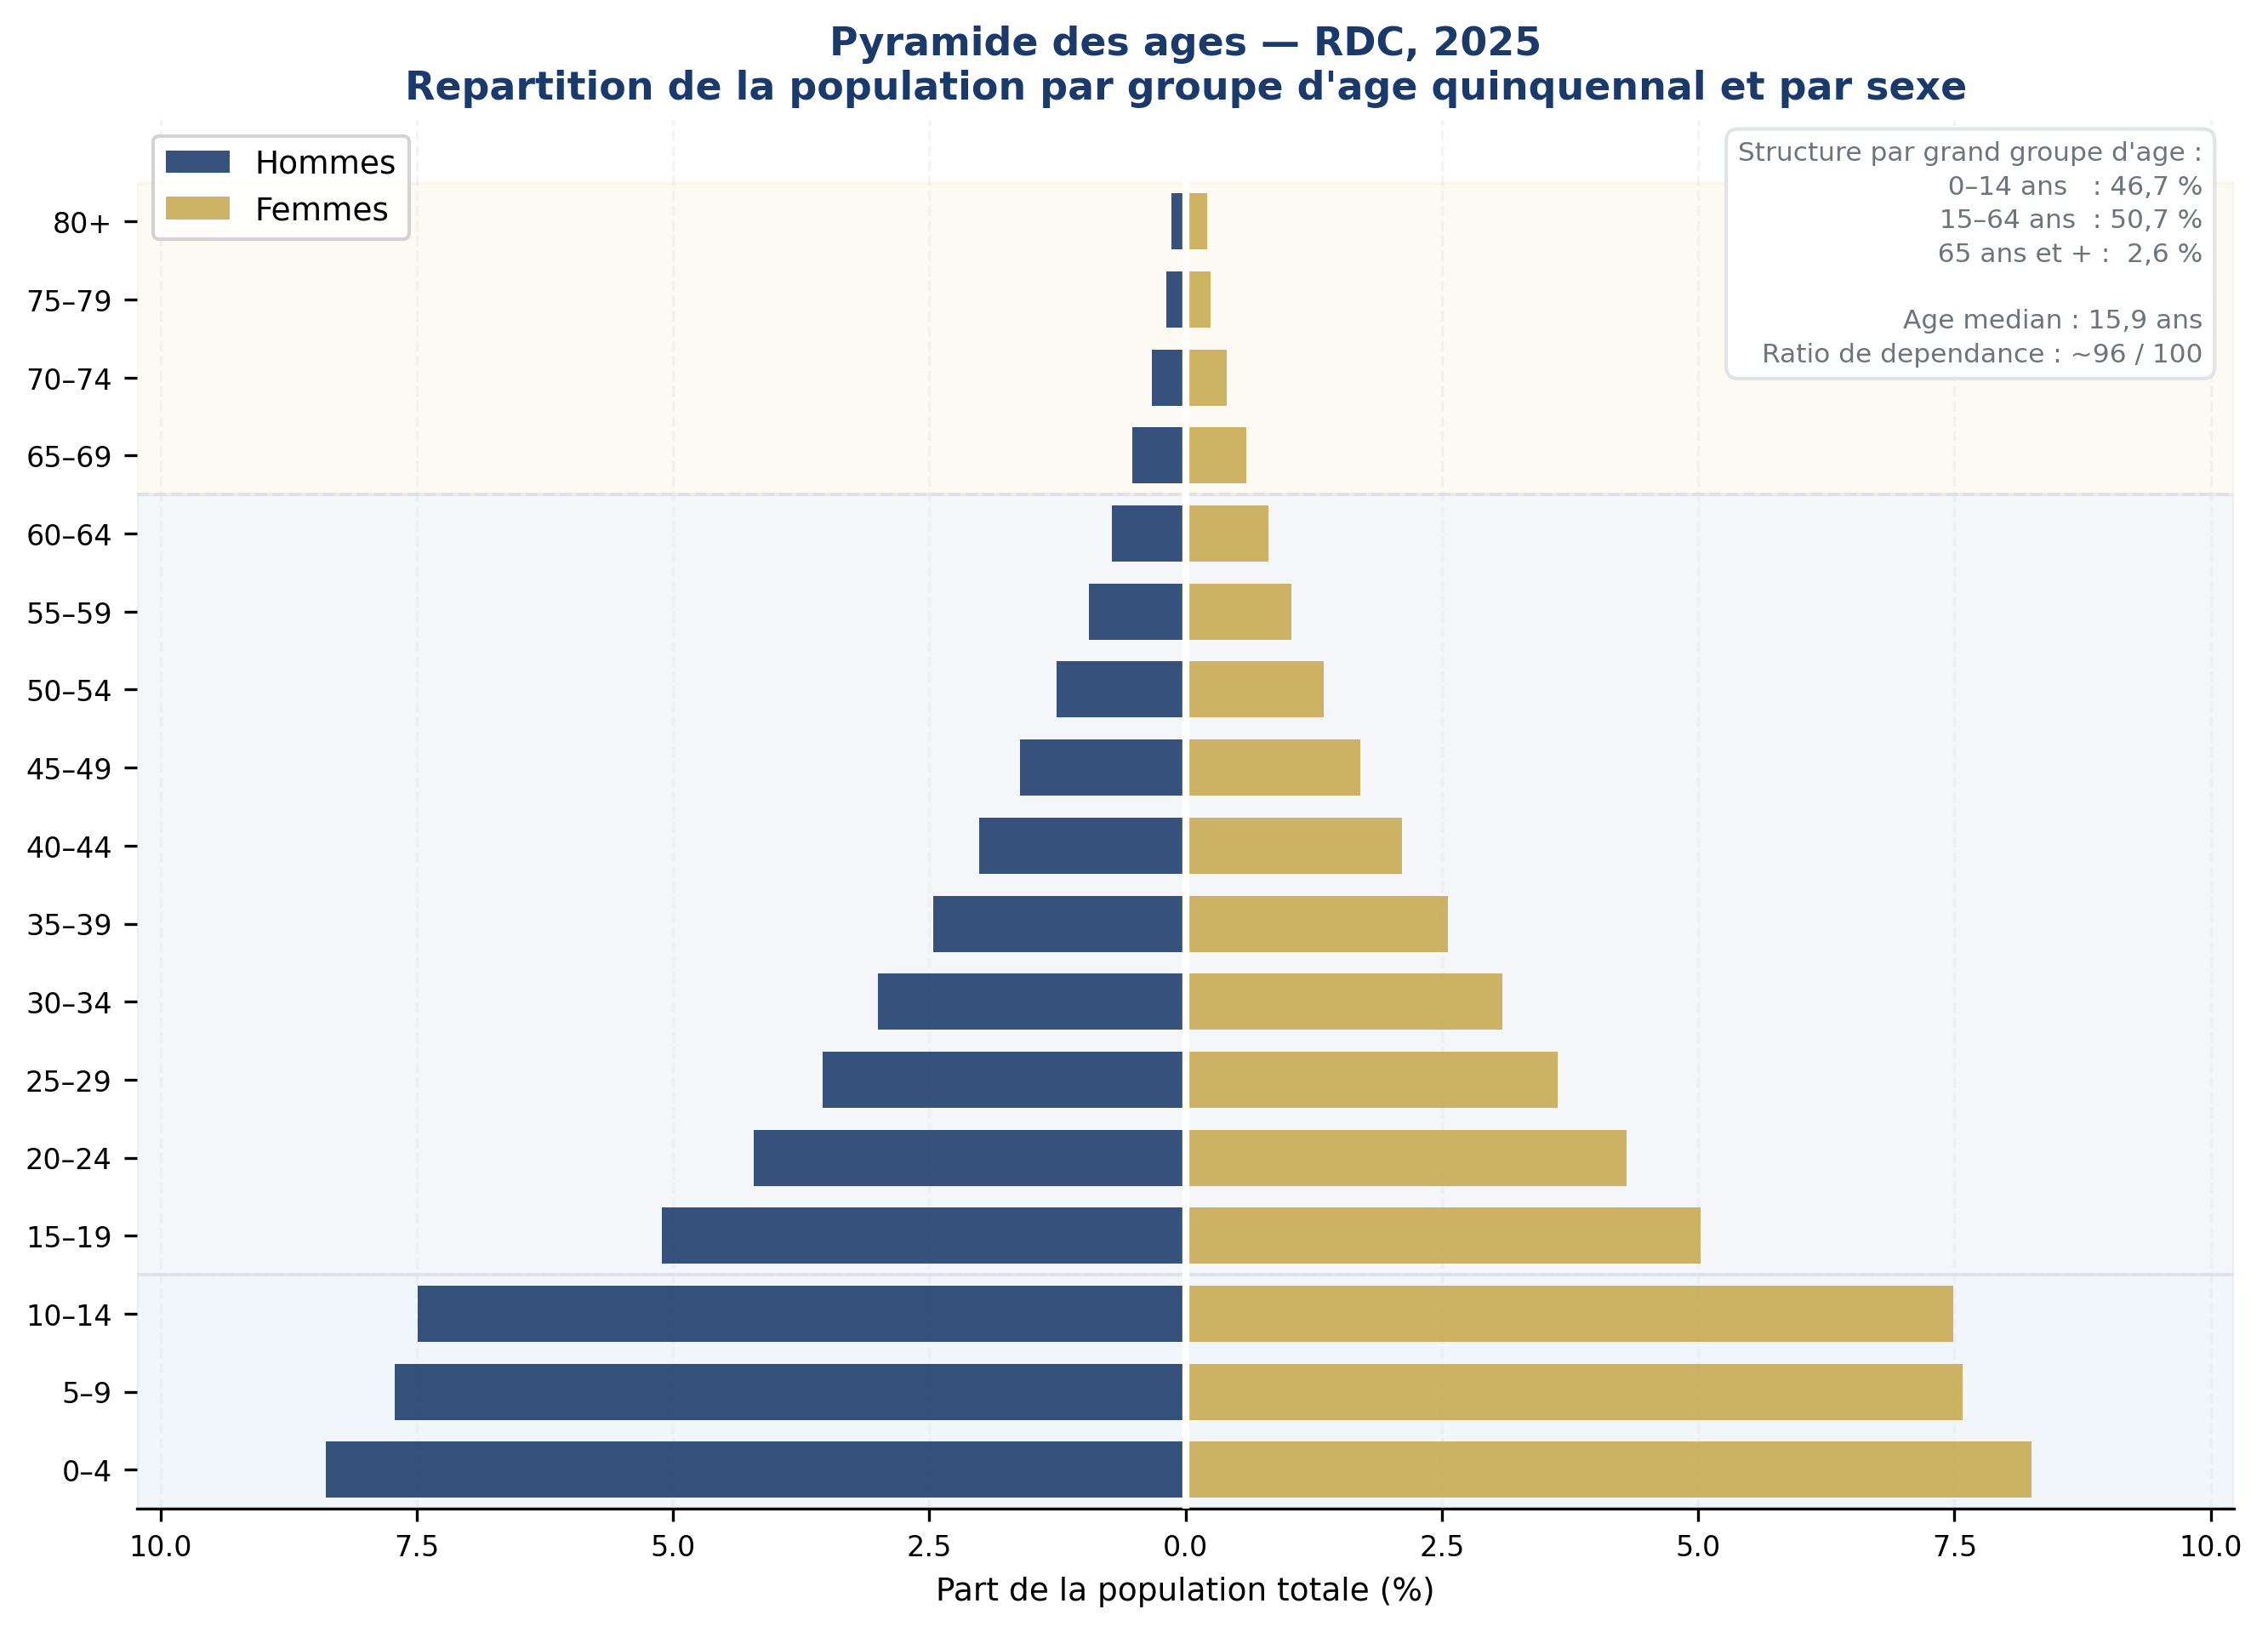 Pyramide des ages — RDC, 2025
Repartition de la population par groupe d'age quinquennal et par sexe
Hommes
Femmes
Structure par grand groupe d'age :
0–14 ans   : 46,7 %
15–64 ans  : 50,7 %
65 ans et + :  2,6 %
Age median : 15,9 ans
Ratio de dependance : ~96 / 100
80+
75–79
70–74
65–69
60–64
55–59
50–54
45–49
40–44
35–39
30–34
25–29
20–24
15–19
10–14
5–9
0–4
10.0 7.5 5.0 2.5 0.0 2.5 5.0 7.5 10.0
Part de la population totale (%)